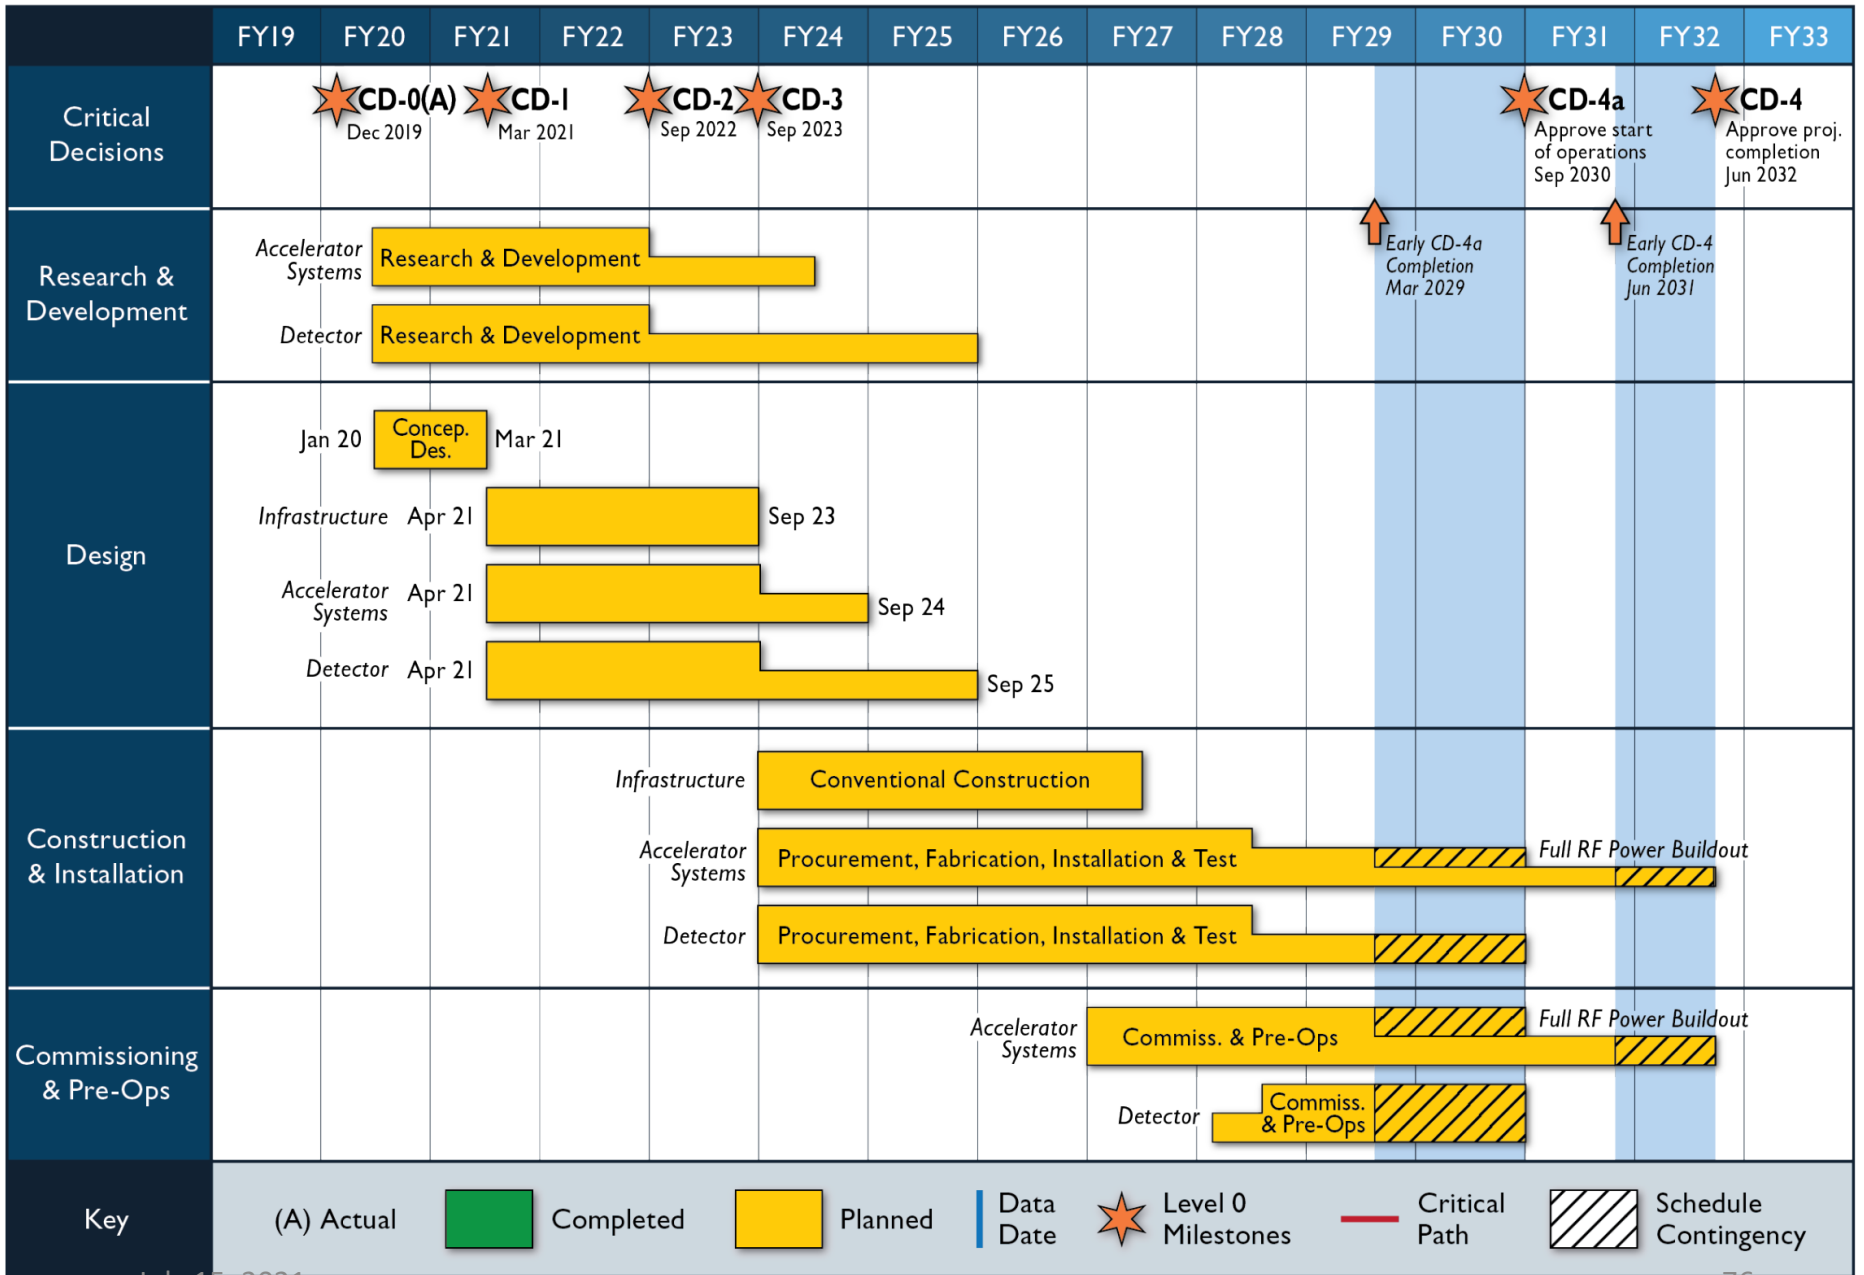 FY19 FY20 FY21 FY22 FY23 FY24 FY25 FY26 FY27 FY28 FY29 FY30 FY31 FY32 FY33
Critical
Decisions
CD-0(A)
Dec 2019
CD-1
Mar 2021
CD-2
Sep 2022
CD-3
Sep 2023
CD-4a
Approve start
of operations
Sep 2030
CD-4
Approve proj.
completion
Jun 2032
Research &
Development
Accelerator
Systems
Research & Development
Detector
Research & Development
Early CD-4a
Completion
Mar 2029
Early CD-4
Completion
Jun 2031
Design
Jan 20
Concep.
Des.
Mar 21
Infrastructure Apr 21
Sep 23
Accelerator
Systems
Apr 21
Sep 24
Detector Apr 21
Sep 25
Construction
& Installation
Infrastructure
Conventional Construction
Accelerator
Systems
Procurement, Fabrication, Installation & Test
Full RF Power Buildout
Detector
Procurement, Fabrication, Installation & Test
Commissioning
& Pre-Ops
Accelerator
Systems
Commiss. & Pre-Ops
Full RF Power Buildout
Detector
Commiss.
& Pre-Ops
Key
(A) Actual
Completed
Planned
Data
Date
Level 0
Milestones
Critical
Path
Schedule
Contingency